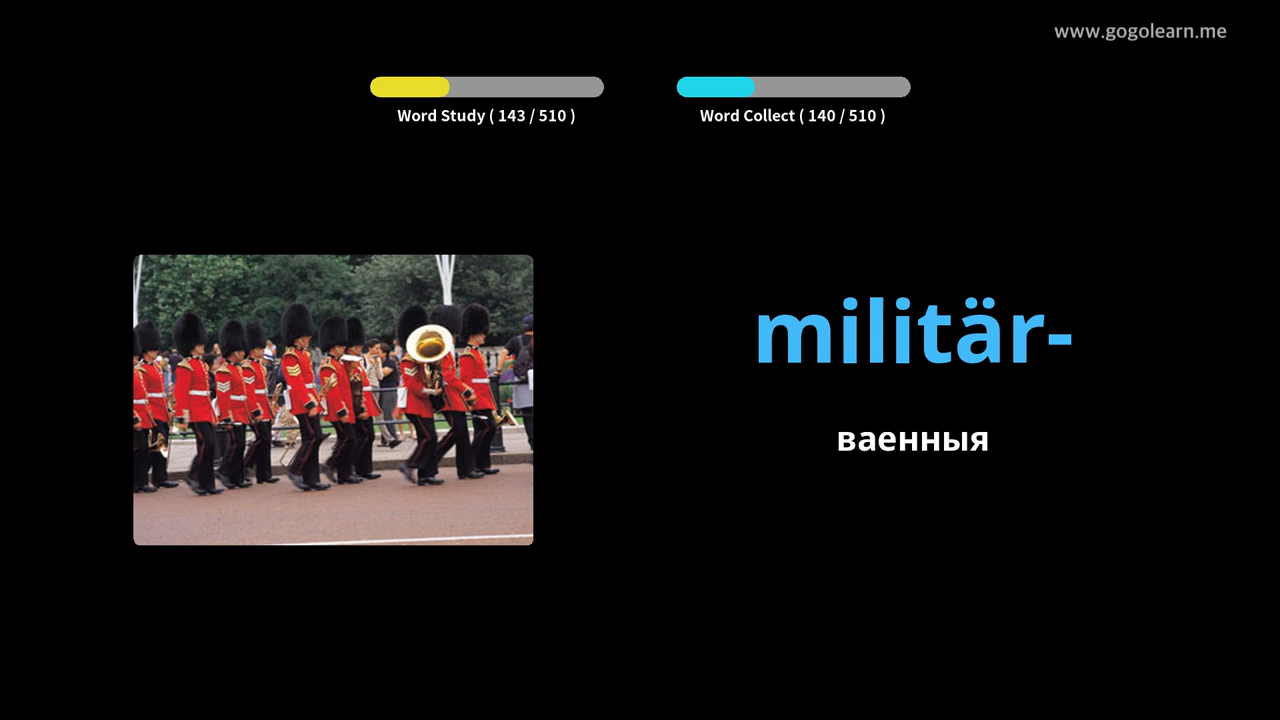 www.gogolearn.me
Word Study ( 143 / 510 )
Word Collect ( 140 / 510 )
militär-
ваенныя